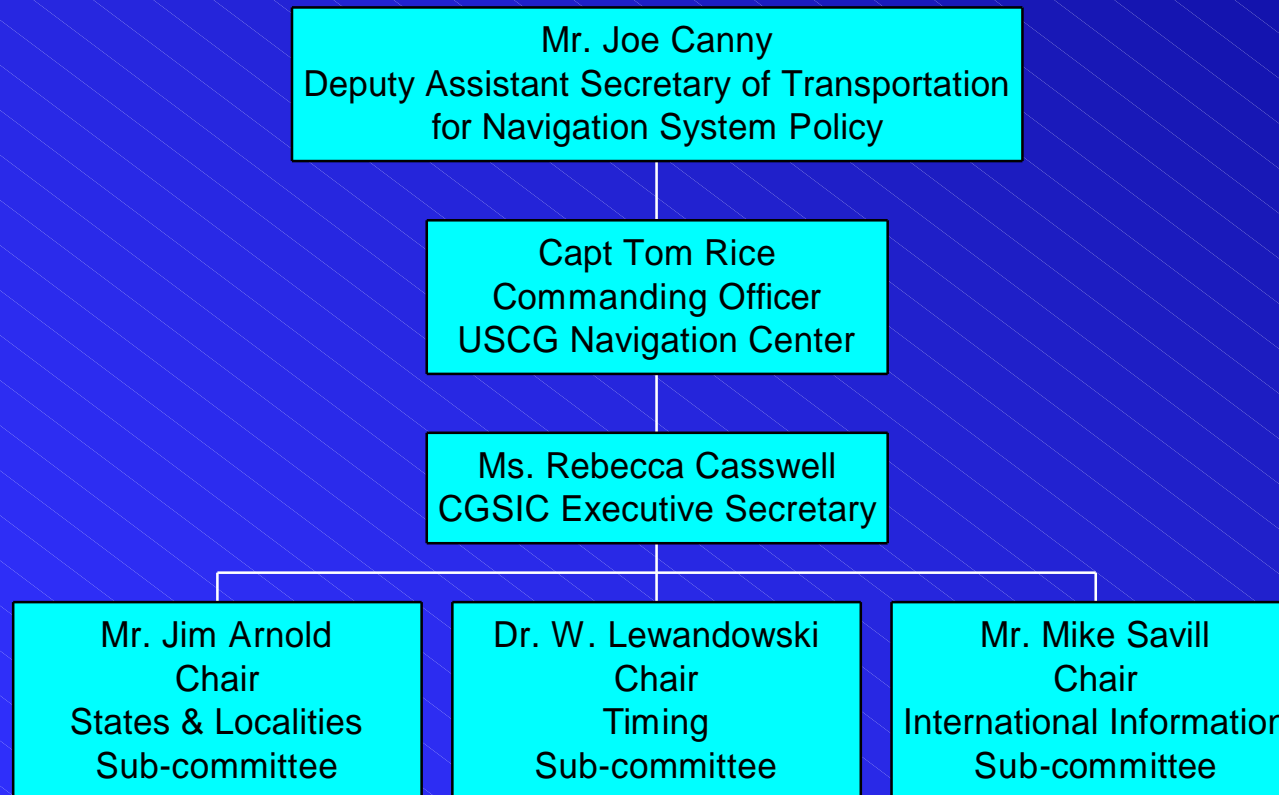 Mr. Joe Canny
Deputy Assistant Secretary of Transportation
for Navigation System Policy
Capt Tom Rice
Commanding Officer
USCG Navigation Center
Ms. Rebecca Casswell
CGSIC Executive Secretary
Mr. Jim Arnold
Chair
States & Localities
Sub-committee
Dr. W. Lewandowski
Chair
Timing
Sub-committee
Mr. Mike Savill
Chair
International Information
Sub-committee